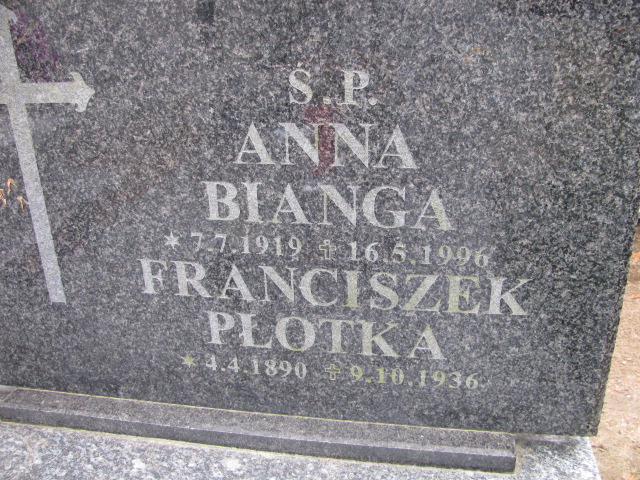 Ś.P.
ANNA
BIANGA
* 7.7.1919 ✝ 16.5.1996
FRANCISZEK
PŁOTKA
* 4.4.1890 ✝ 9.10.1936